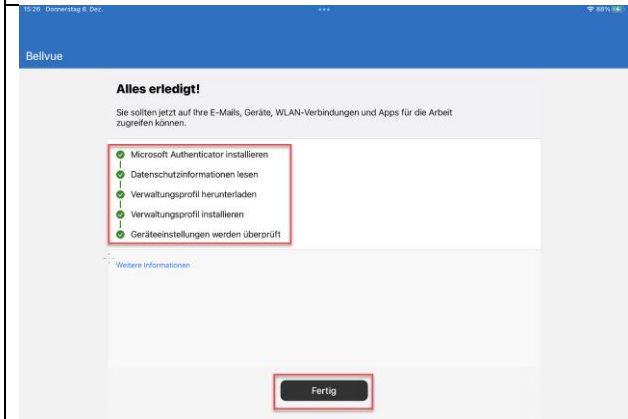 15:26 Donnerstag 6. Dez.
88%
Bellvue
Alles erledigt!
Sie sollten jetzt auf Ihre E-Mails, Geräte, WLAN-Verbindungen und Apps für die Arbeit
zugreifen können.
Microsoft Authenticator installieren
Datenschutzinformationen lesen
Verwaltungsprofil herunterladen
Verwaltungsprofil installieren
Geräteeinstellungen werden überprüft
Weitere Informationen
Fertig